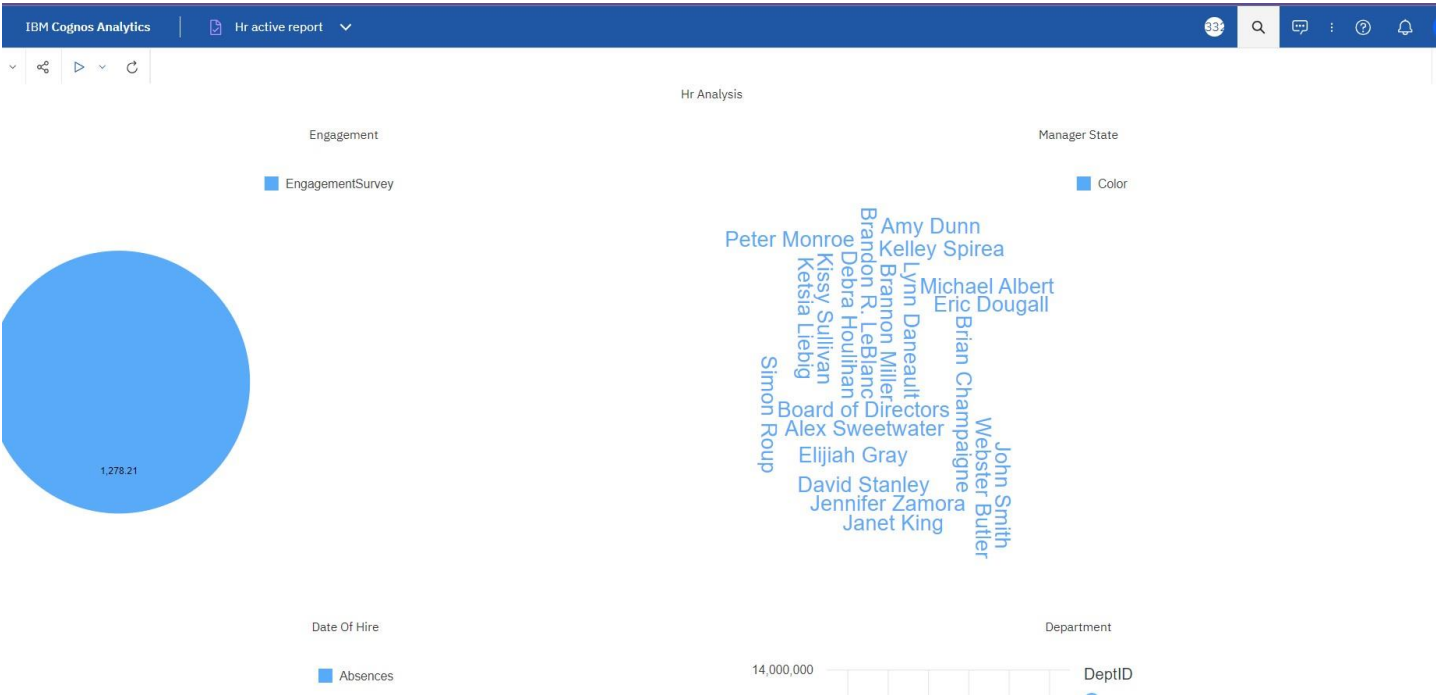 IBM Cognos Analytics
Hr active report
332
Hr Analysis
Engagement
EngagementSurvey
1,278.21
Manager State
Color
Peter Monroe
Brandon R. LeBlanc
Amy Dunn
Kelley Spirea
Ketsia Liebig
Kissy Sullivan
Debra Houlihan
Brannon Miller
Lynn Daneault
Michael Albert
Eric Dougall
Brian Champaigne
Simon Roup
Board of Directors
Alex Sweetwater
Elijiah Gray
David Stanley
Jennifer Zamora
Janet King
Webster Butler
John Smith
Date Of Hire
Absences
Department
14,000,000
DeptID